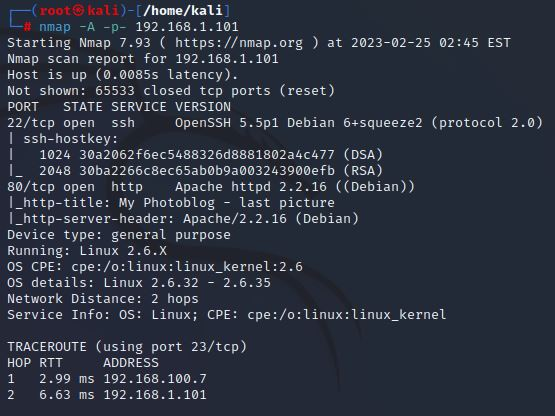 ┌──(root㉿kali)-[/home/kali]
└─# nmap -A -p- 192.168.1.101
Starting Nmap 7.93 ( https://nmap.org ) at 2023-02-25 02:45 EST
Nmap scan report for 192.168.1.101
Host is up (0.0085s latency).
Not shown: 65533 closed tcp ports (reset)
PORT   STATE SERVICE VERSION
22/tcp open  ssh     OpenSSH 5.5p1 Debian 6+squeeze2 (protocol 2.0)
| ssh-hostkey:
|   1024 30a2062f6ec5488326d8881802a4c477 (DSA)
|_  2048 30ba2266c8ec65ab0b9a003243900efb (RSA)
80/tcp open  http    Apache httpd 2.2.16 ((Debian))
|_http-title: My Photoblog - last picture
|_http-server-header: Apache/2.2.16 (Debian)
Device type: general purpose
Running: Linux 2.6.X
OS CPE: cpe:/o:linux:linux_kernel:2.6
OS details: Linux 2.6.32 - 2.6.35
Network Distance: 2 hops
Service Info: OS: Linux; CPE: cpe:/o:linux:linux_kernel
TRACEROUTE (using port 23/tcp)
HOP RTT     ADDRESS
1   2.99 ms 192.168.100.7
2   6.63 ms 192.168.1.101